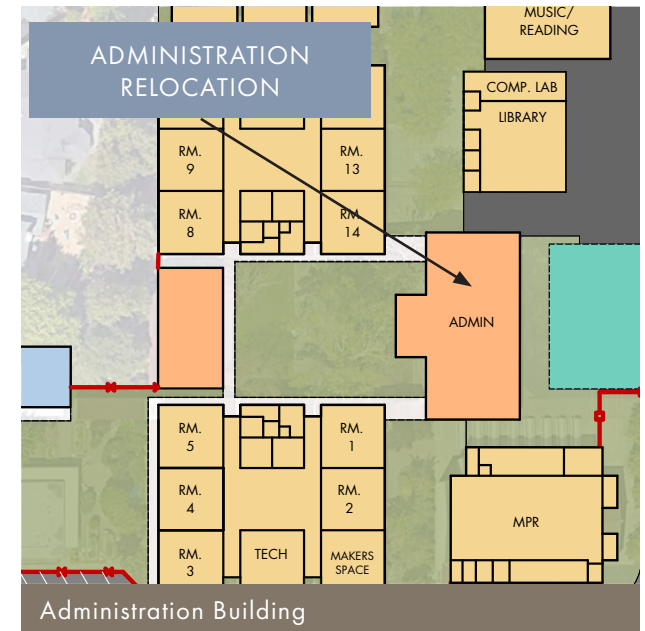 MUSIC/
READING
ADMINISTRATION
RELOCATION
COMP. LAB
LIBRARY
RM.
9
RM.
13
RM.
8
RM.
14
ADMIN
RM.
5
RM.
1
RM.
4
RM.
2
MPR
RM.
3
TECH
MAKERS
SPACE
Administration Building